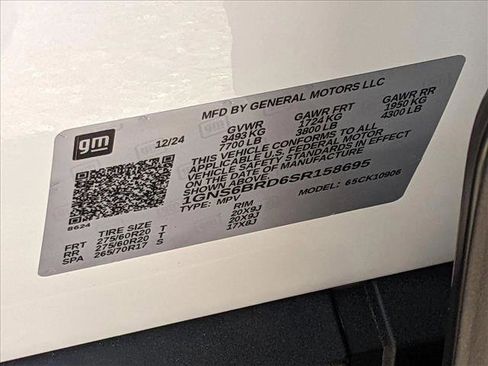 MFD BY GENERAL MOTORS LLC
gm
12/24
GVWR
3493 KG
7700 LB
GAWR FRT
1724 KG
3800 LB
GAWR RR
1950 KG
4300 LB
THIS VEHICLE CONFORMS TO ALL
APPLICABLE U.S. FEDERAL MOTOR
VEHICLE SAFETY STANDARDS IN EFFECT
ON THE DATE OF MANUFACTURE
SHOWN ABOVE.
1GNS6BRD6SR158695
TYPE: MPV
MODEL: 65CK10906
8624
TIRE SIZE RIM
FRT 275/60R20 T 20X9J
RR 275/60R20 T 20X9J
SPA 265/70R17 S 17X8J